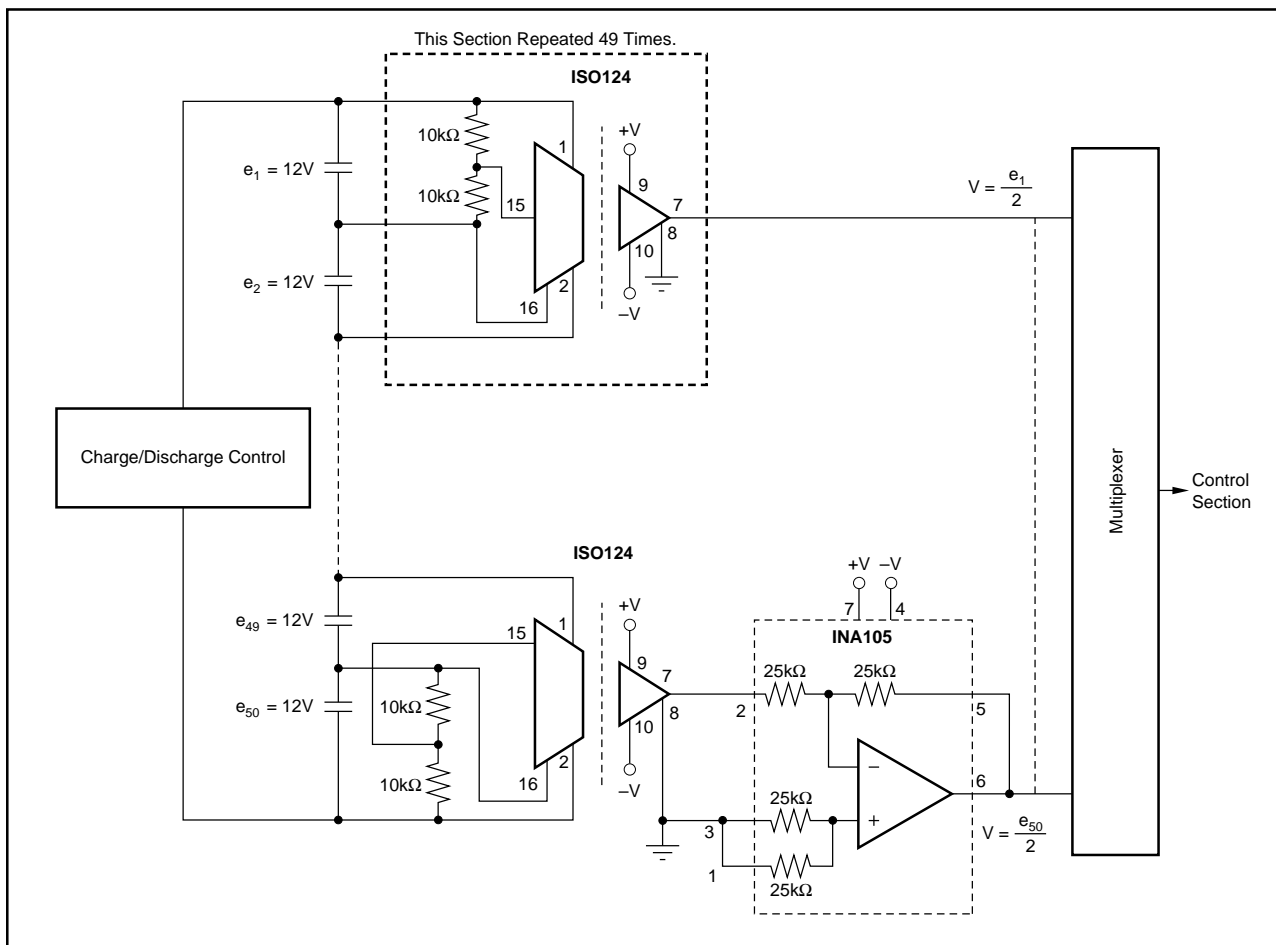 This Section Repeated 49 Times.
ISO124
10kΩ
10kΩ
e1 = 12V
e2 = 12V
1
15
2
16
+V
9
7
8
10
–V
V = e1/2
Charge/Discharge Control
Multiplexer
Control
Section
ISO124
e49 = 12V
e50 = 12V
10kΩ
10kΩ
15
1
2
16
+V
9
7
8
10
–V
+V –V
7 4
INA105
25kΩ 25kΩ
2 5
–
+
6
25kΩ
3
1
25kΩ
V = e50/2